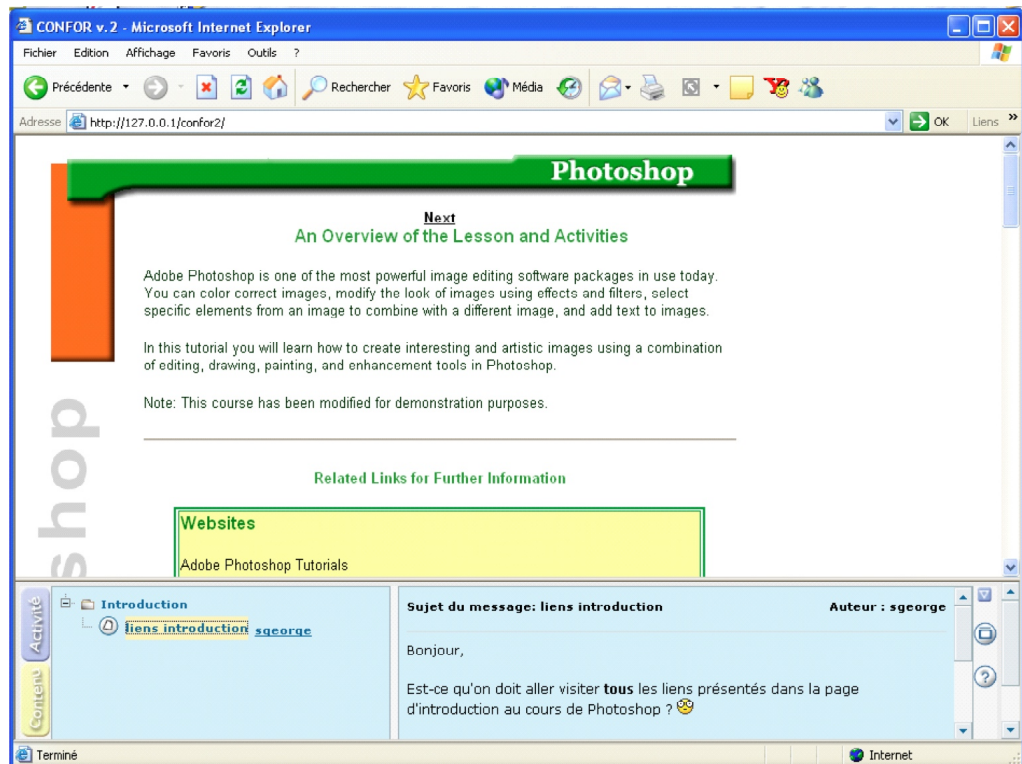 CONFOR v.2 - Microsoft Internet Explorer
Fichier Edition Affichage Favoris Outils ?
Précédente Rechercher Favoris Média
Adresse http://127.0.0.1/confor2/ OK Liens »
Photoshop
Next
An Overview of the Lesson and Activities
Adobe Photoshop is one of the most powerful image editing software packages in use today.
You can color correct images, modify the look of images using effects and filters, select
specific elements from an image to combine with a different image, and add text to images.
In this tutorial you will learn how to create interesting and artistic images using a combination
of editing, drawing, painting, and enhancement tools in Photoshop.
Note: This course has been modified for demonstration purposes.
shop
Related Links for Further Information
Websites
Adobe Photoshop Tutorials
Activité
Contenu
Introduction
liens introduction sgeorge
Sujet du message: liens introduction Auteur : sgeorge
Bonjour,
Est-ce qu'on doit aller visiter tous les liens présentés dans la page
d'introduction au cours de Photoshop ?
Terminé Internet